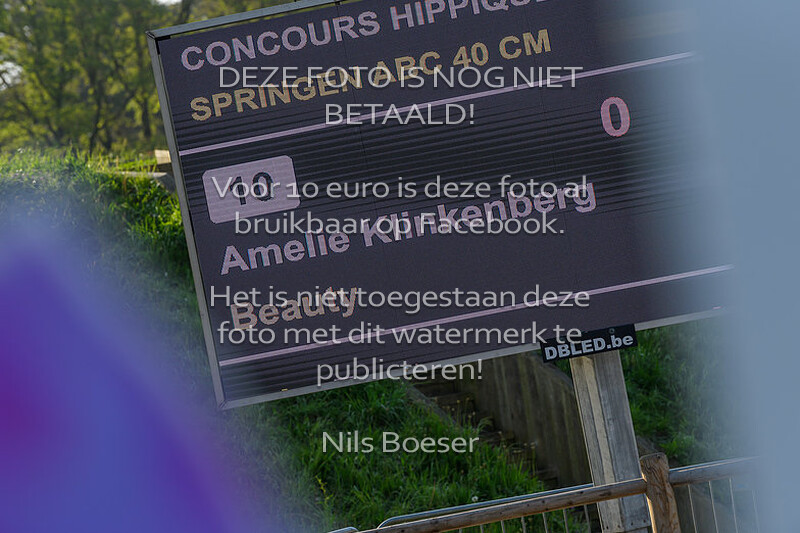 CONCOURS HIPPIQU
SPRINGEN ABC 40 CM
DEZE FOTO IS NOG NIET
BETAALD!
0
10
Voor 10 euro is deze foto al
bruikbaar op facebook.
Amelie Klinkenberg
Het is niet toegestaan deze
Beauty
foto met dit watermerk te
publiceren!
DBLED.be
Nils Boeser